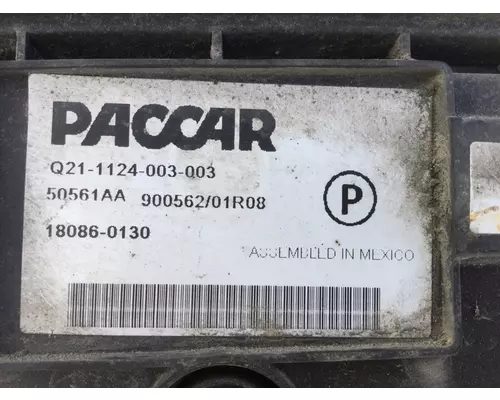 PACCAR
Q21-1124-003-003
50561AA 900562/01R08
P
18086-0130
ASSEMBLED IN MEXICO